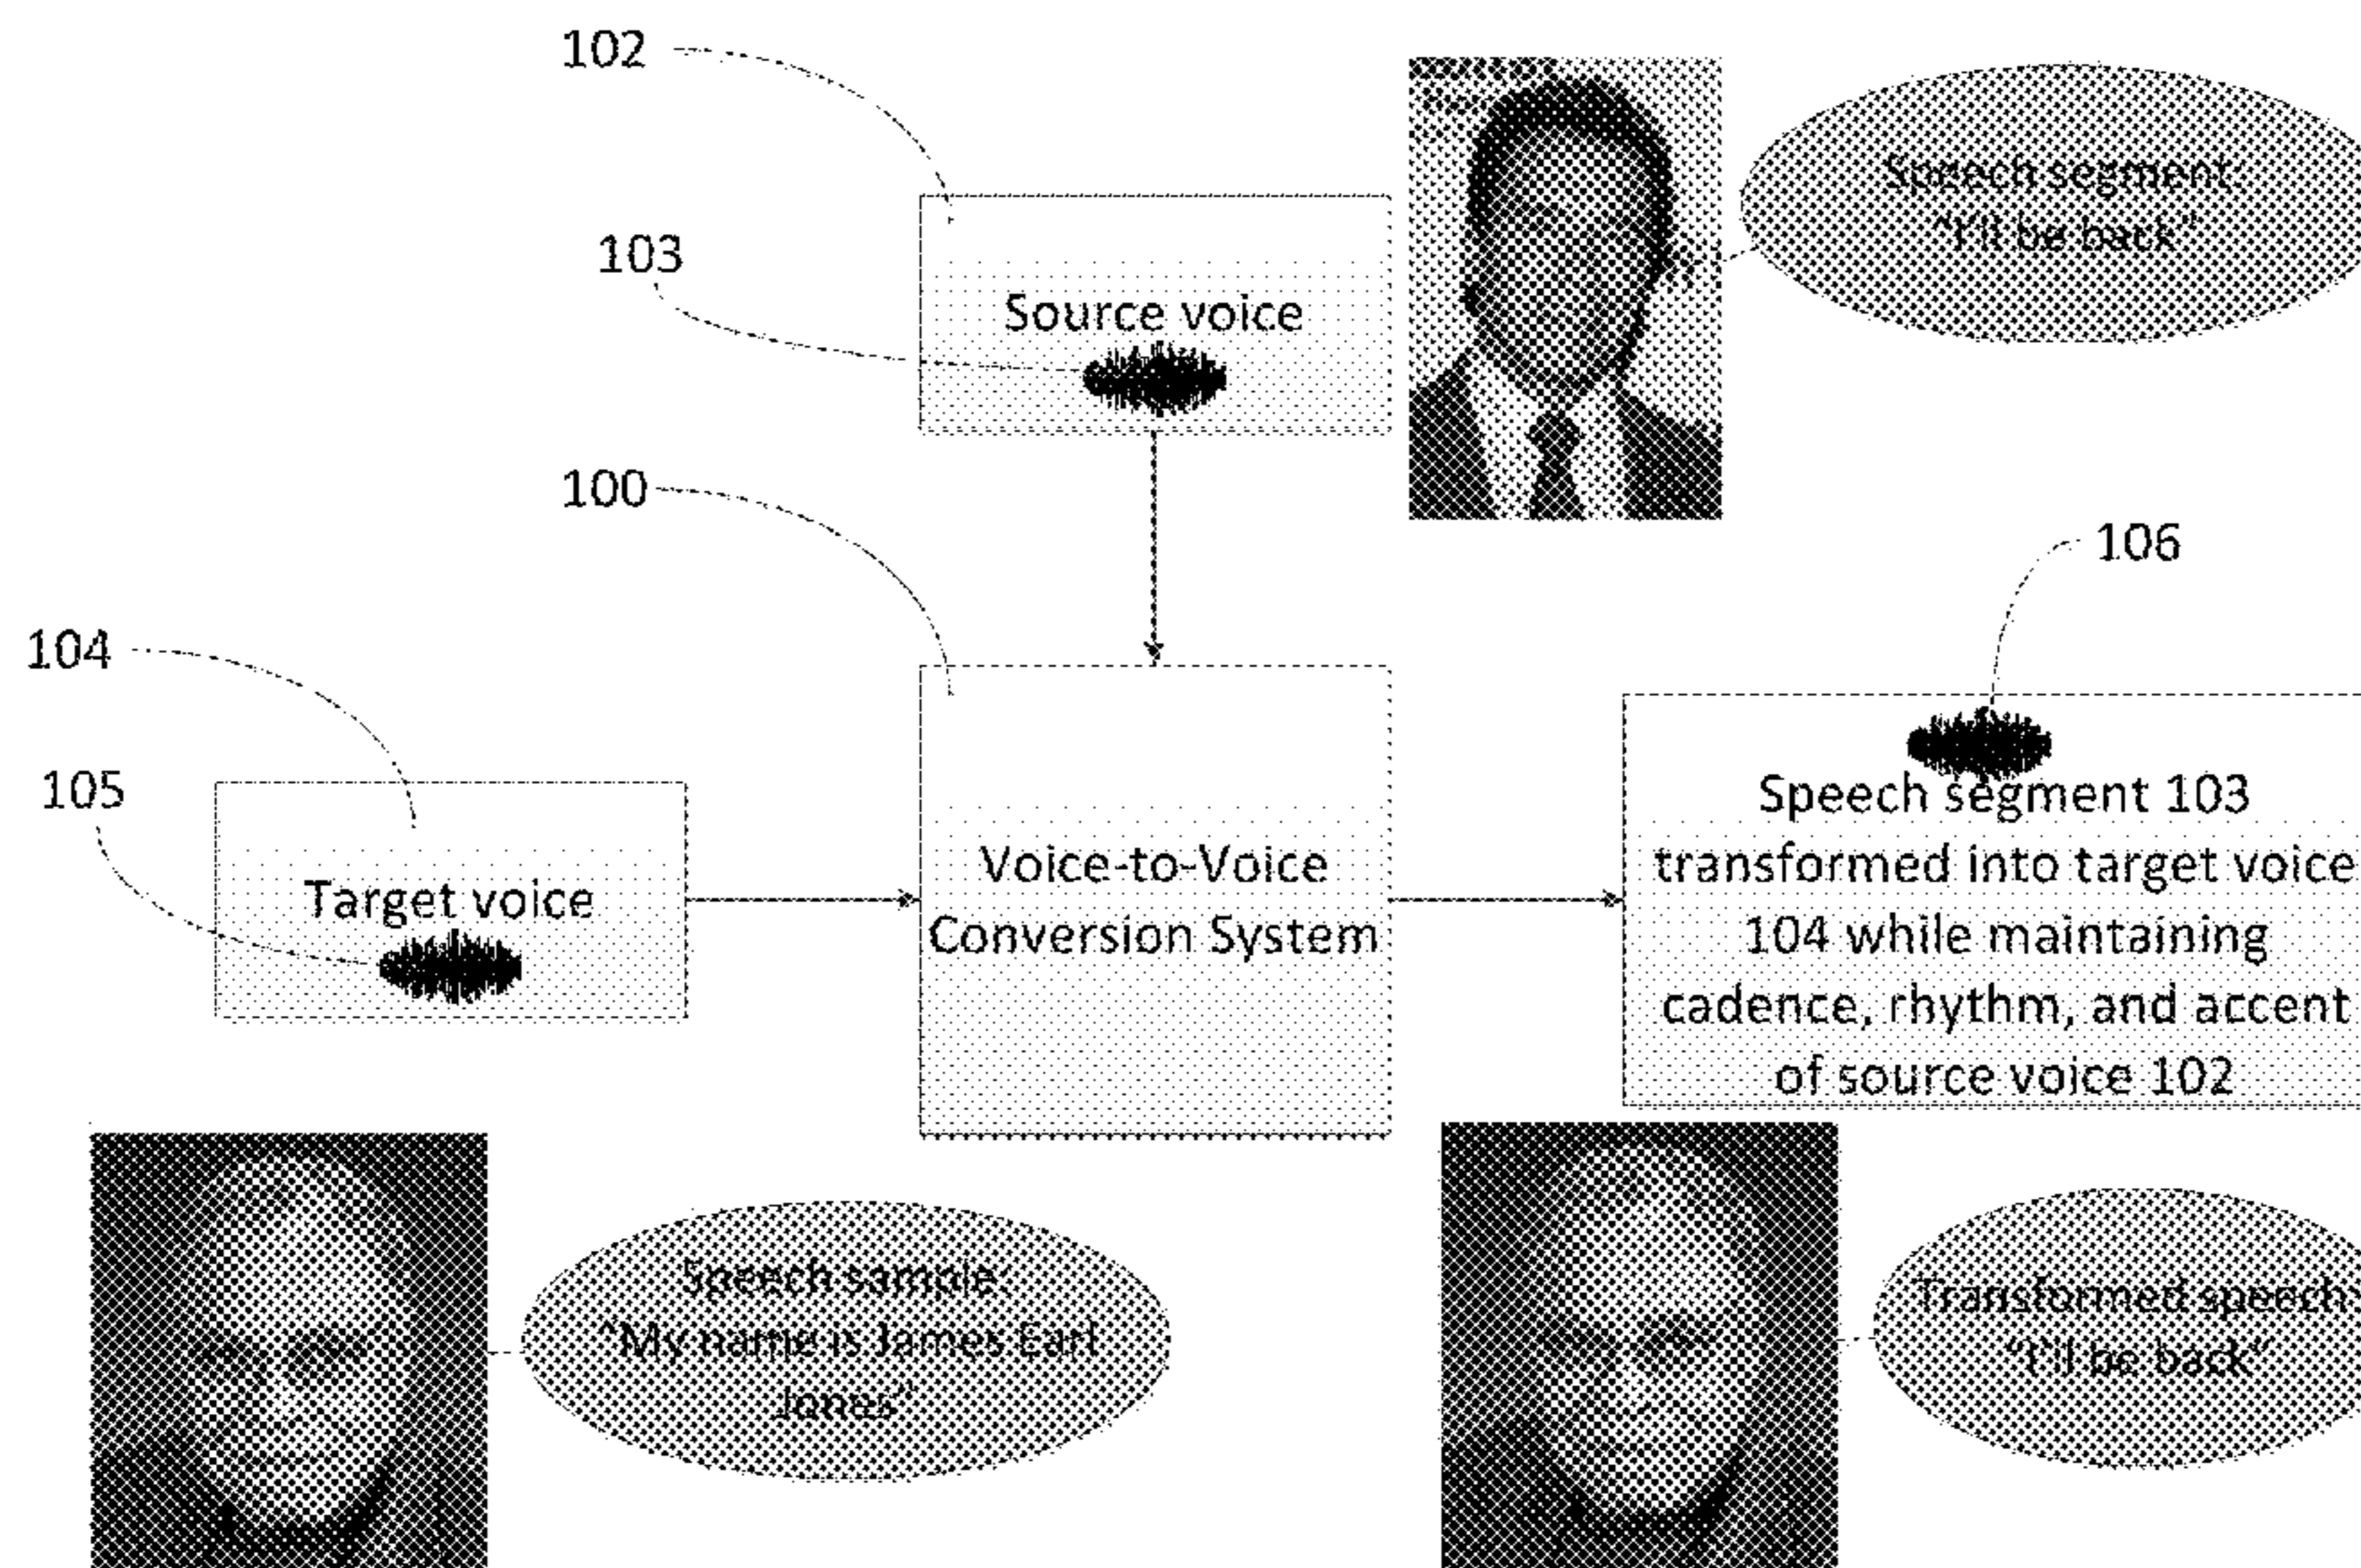 102
Speech segment:
"I'll be back"
103
Source voice
100
106
104
105
Target voice
Voice-to-Voice
Conversion System
Speech segment 103
transformed into target voice
104 while maintaining
cadence, rhythm, and accent
of source voice 102
Speech sample:
"My name is James Earl
Jones"
Transformed speech:
"I'll be back"